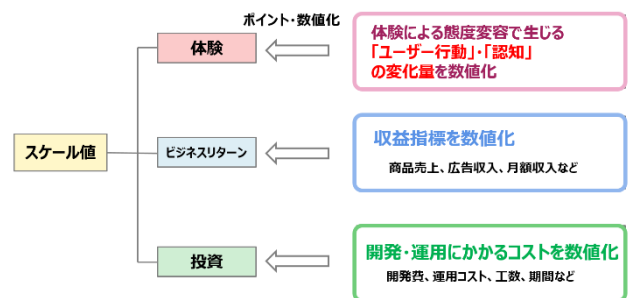 ポイント・数値化
体験
体験による態度変容で生じる
「ユーザー行動」・「認知」
の変化量を数値化
スケール値
ビジネスリターン
収益指標を数値化
商品売上、広告収入、月額収入など
投資
開発・運用にかかるコストを数値化
開発費、運用コスト、工数、期間など